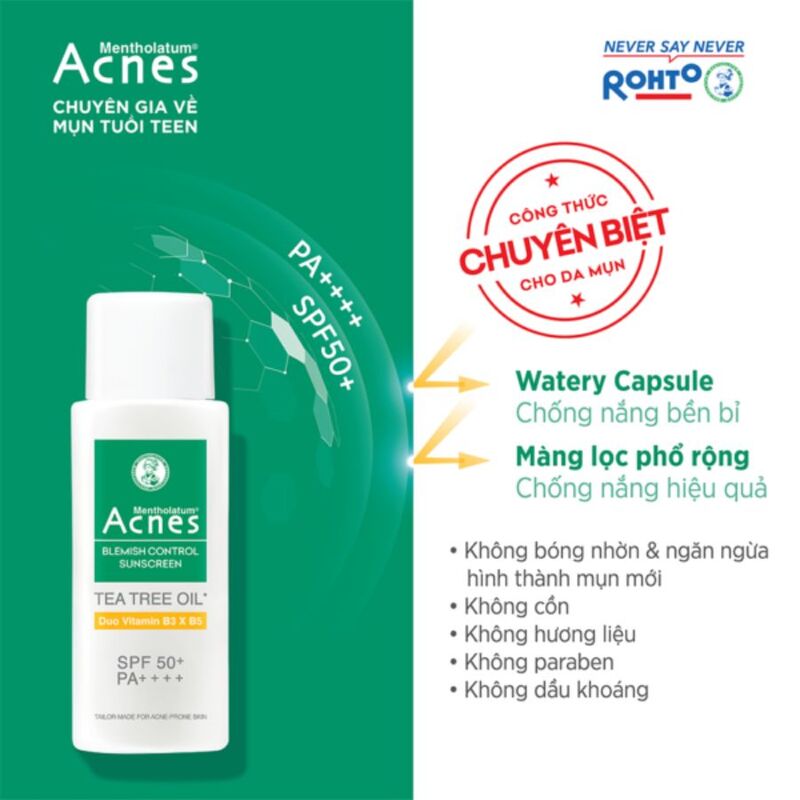 Mentholatum®
Acnes
CHUYÊN GIA VỀ
MỤN TUỔI TEEN
NEVER SAY NEVER
ROHTO
CÔNG THỨC
CHUYÊN BIỆT
CHO DA MỤN
PA++++
SPF50+
Watery Capsule
Chống nắng bền bỉ
Màng lọc phổ rộng
Chống nắng hiệu quả
• Không bóng nhờn & ngăn ngừa
hình thành mụn mới
• Không cồn
• Không hương liệu
• Không paraben
• Không dầu khoáng
Mentholatum®
Acnes
BLEMISH CONTROL
SUNSCREEN
TEA TREE OIL*
Duo Vitamin B3 X B5
SPF 50+
PA++++
TAILOR MADE FOR ACNE-PRONE SKIN